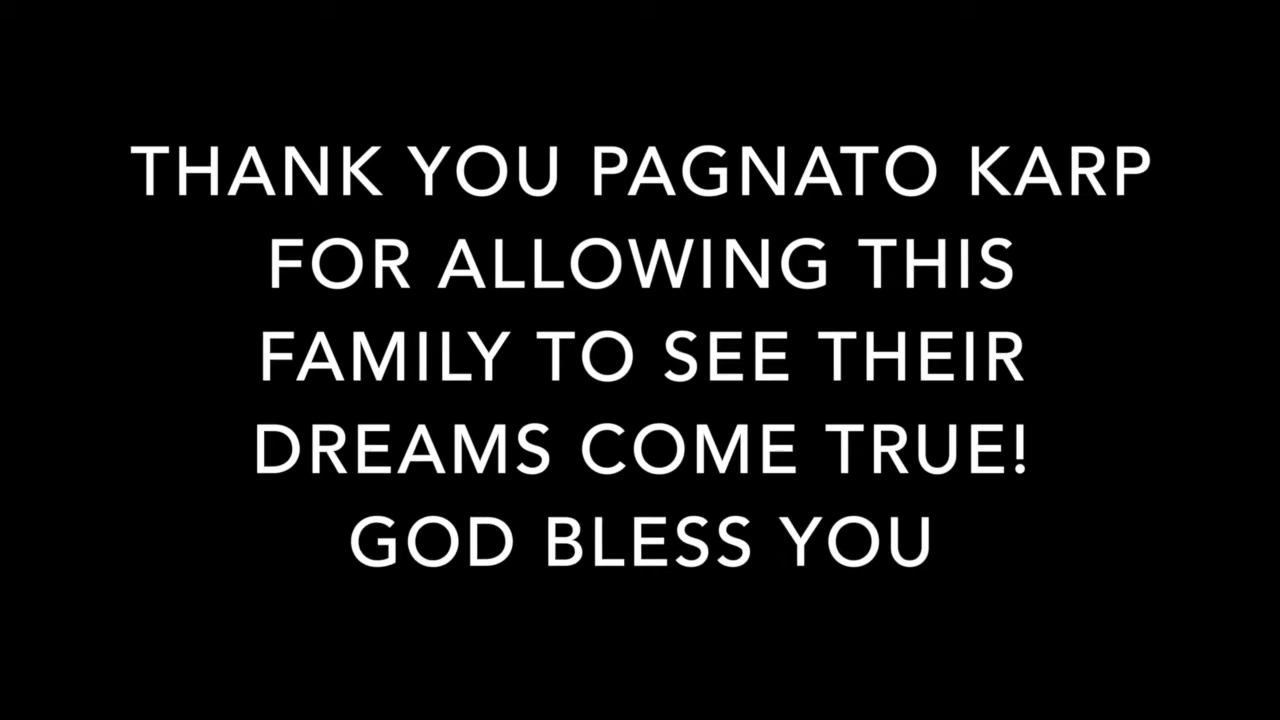 THANK YOU PAGNATO KARP
FOR ALLOWING THIS
FAMILY TO SEE THEIR
DREAMS COME TRUE!
GOD BLESS YOU